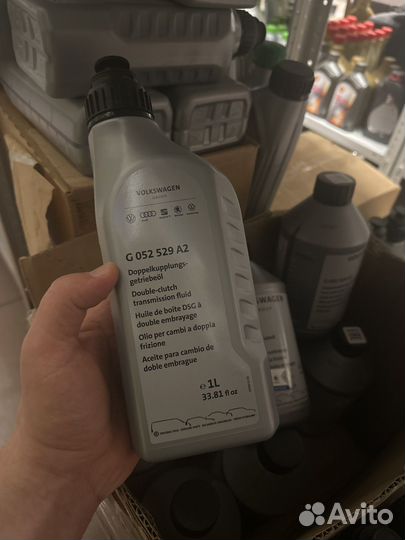 VOLKSWAGEN
G 052 529 A2
Doppelkupplungs-
getriebeöl
Double-clutch
transmission fluid
Huile de boîte DSG à
double embrayage
Olio per cambi a doppia
frizione
Aceite para cambio de
doble embrague
e 1L
33.81 fl oz
VOLKSWAGEN
Avito